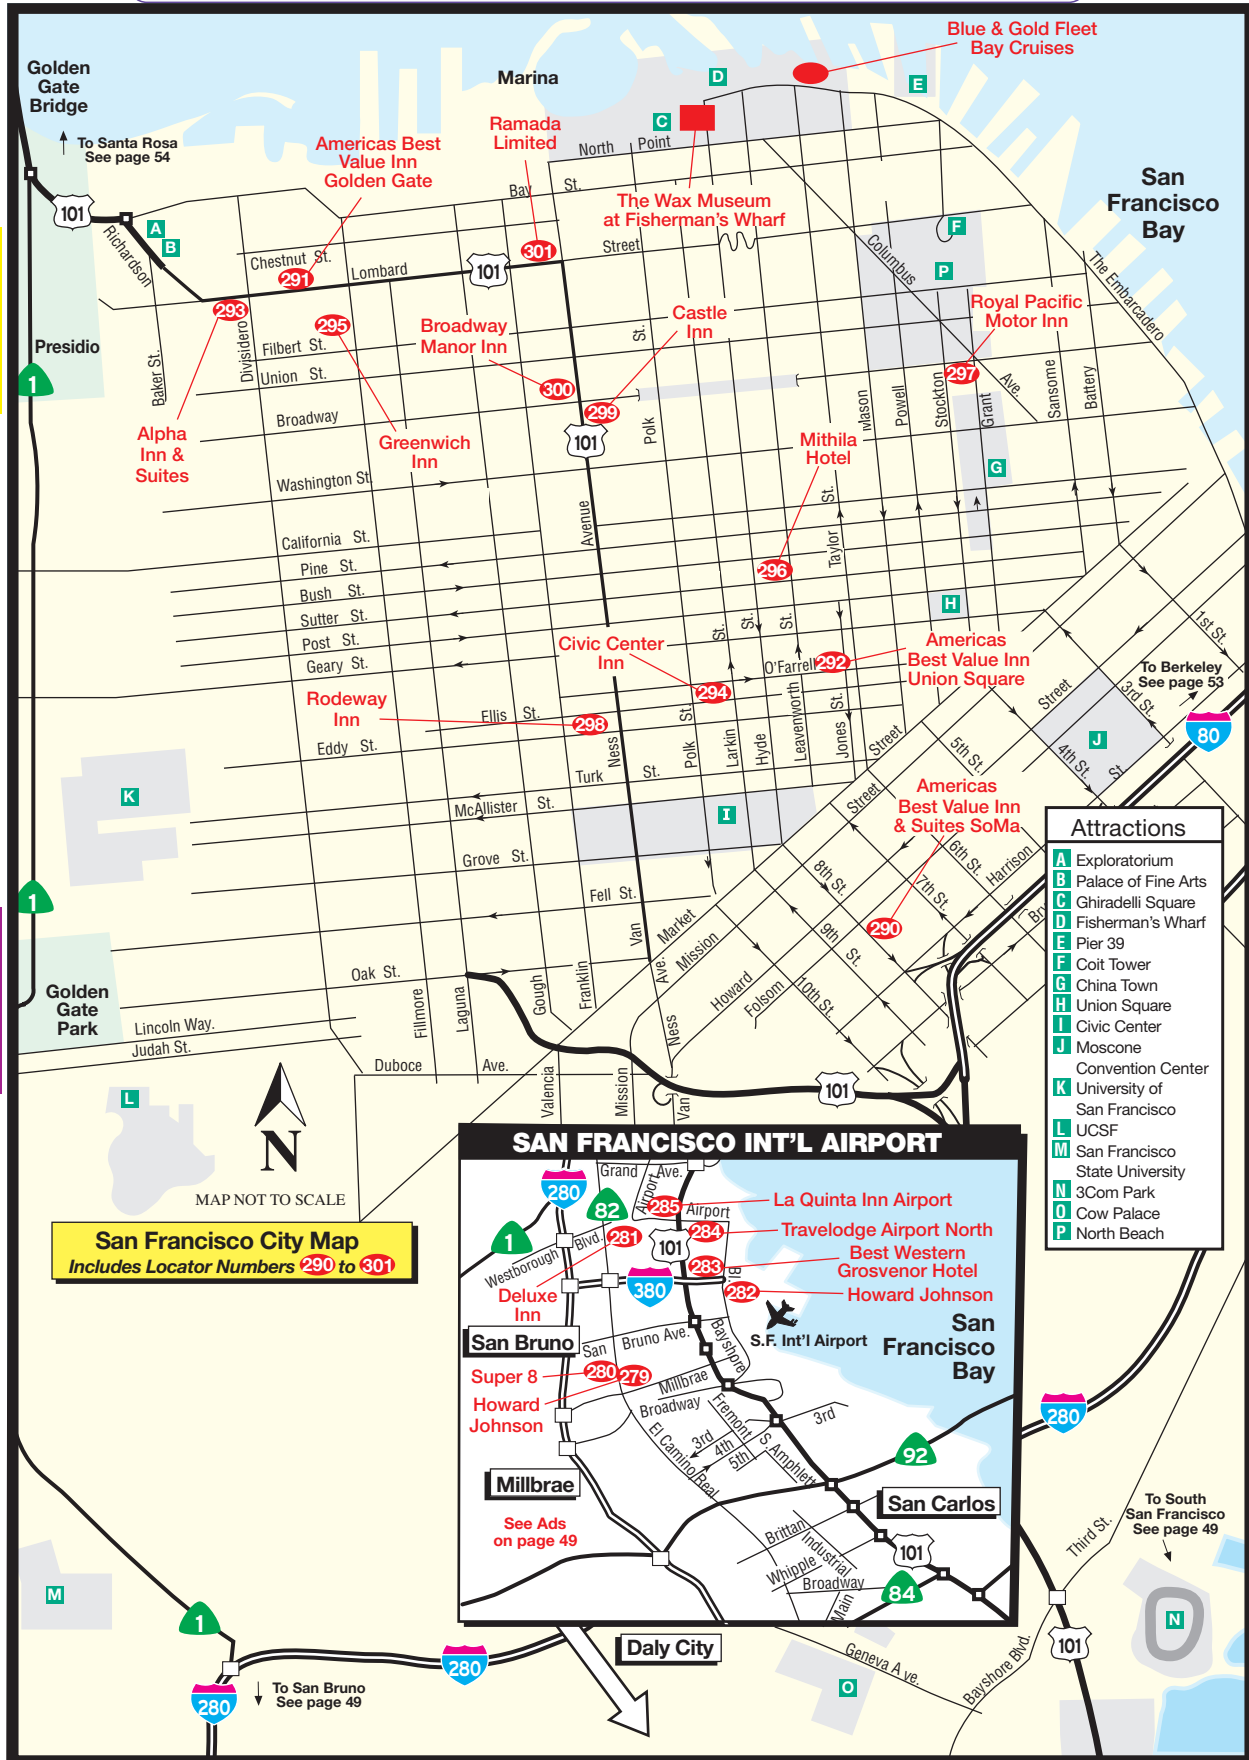 Blue & Gold Fleet
Bay Cruises
Golden
Gate
Bridge
Marina
D
E
To Santa Rosa
See page 54
Americas Best
Value Inn
Golden Gate
Ramada
Limited
C
North Point
San
Francisco
Bay
101
Bay St.
The Wax Museum
at Fisherman's Wharf
A
B
Richardson
Chestnut St.
301
Street
F
Columbus
291
Lombard
101
P
The Embarcadero
293
295
Castle
Inn
Royal Pacific
Motor Inn
Broadway
Manor Inn
St.
Presidio
1
Baker St.
Divisidero
Filbert St.
Union St.
300
299
297
Ave.
Mason
Powell
Stockton
Grant
Sansome
Battery
Broadway
Polk
101
Alpha
Inn &
Suites
Greenwich
Inn
Mithila
Hotel
G
Washington St.
St.
Avenue
Taylor
California St.
Pine St.
Bush St.
Sutter St.
Post St.
Geary St.
296
H
1st St.
St.
St.
St.
Civic Center
Inn
O'Farrell
292
Americas
Best Value Inn
Union Square
To Berkeley
See page 53
294
Street
3rd St.
Rodeway
Inn
Ellis St.
298
Eddy St.
Ness
St.
Polk
Larkin
Hyde
Leavenworth
Jones St.
Street
5th St.
4th St.
St.
J
80
K
Turk St.
McAllister St.
I
Street
Americas
Best Value Inn
& Suites SoMa
Grove St.
8th St.
6th St.
7th St.
Harrison
Attractions
A Exploratorium
B Palace of Fine Arts
C Ghiradelli Square
D Fisherman's Wharf
E Pier 39
F Coit Tower
G China Town
H Union Square
I Civic Center
J Moscone
Convention Center
K University of
San Francisco
L UCSF
M San Francisco
State University
N 3Com Park
O Cow Palace
P North Beach
1
Fell St.
Van
Market
Mission
9th St.
290
Bry
Oak St.
Golden
Gate
Park
Lincoln Way.
Judah St.
Fillmore
Laguna
Gough
Franklin
Ave.
Ness
Howard
Folsom
10th St.
Duboce Ave.
Valencia
Mission
Van
101
L
N
MAP NOT TO SCALE
San Francisco City Map
Includes Locator Numbers 290 to 301
SAN FRANCISCO INT'L AIRPORT
280
Grand Ave.
Airport
82
285
Airport
La Quinta Inn Airport
1
Westborough Blvd.
281
101
284
Travelodge Airport North
283
Best Western
Grosvenor Hotel
Bl.
380
282
Howard Johnson
Deluxe
Inn
San Bruno
San Bruno Ave.
Bayshore
S.F. Int'l Airport
San
Francisco
Bay
Super 8
280
279
Howard
Johnson
Millbrae
Broadway
Fremont
3rd
3rd
4th
5th
El Camino Real
S. Amphlett
92
280
Millbrae
San Carlos
See Ads
on page 49
Brittan
Industrial
101
Whipple
Broadway
84
Main
To South
San Francisco
See page 49
Third St.
M
1
N
101
280
Daly City
280
To San Bruno
See page 49
Geneva Ave.
O
Bayshore Blvd.